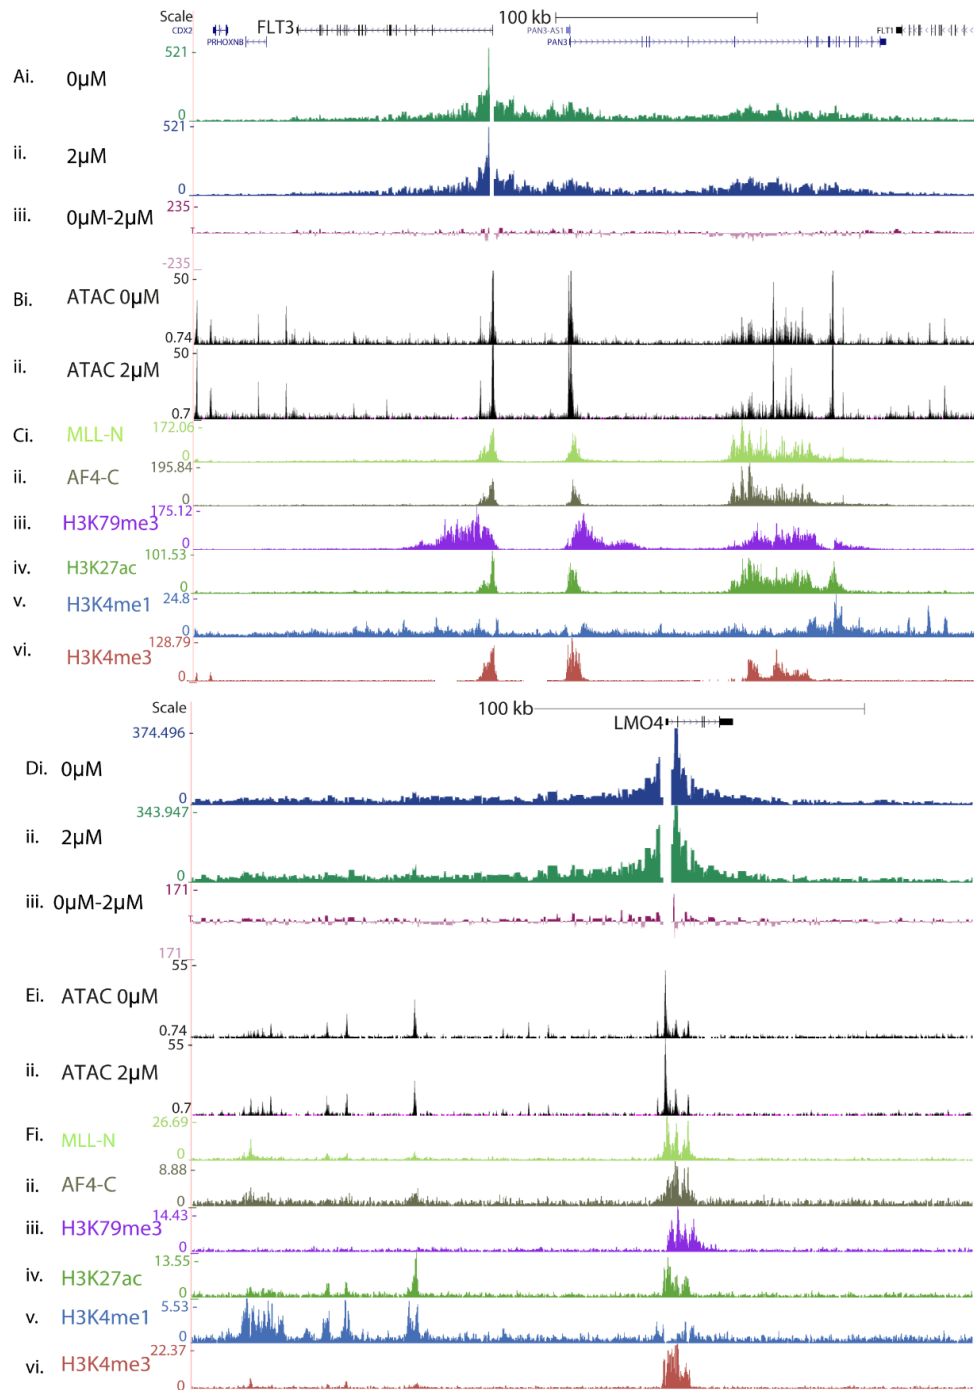 Scale 100 kb
CDX2 FLT3 PAN3-AS1 FLT1
PRHOXNB PAN3
521
Ai. 0µM
0
521
ii. 2µM
0
iii. 0µM-2µM 235
T
-235
50
Bi. ATAC 0µM
0.74
50
ii. ATAC 2µM
0.7
Ci. MLL-N 172.06
0
ii. AF4-C 195.84
0
iii. H3K79me3 175.12
0
iv. H3K27ac 101.53
0
v. H3K4me1 24.8
0
vi. H3K4me3 128.79
0
Scale 100 kb
LMO4
374.496
Di. 0µM
0
343.947
ii. 2µM
0
171
iii. 0µM-2µM
T
171
55
Ei. ATAC 0µM
0.74
55
ii. ATAC 2µM
0.7
26.69
Fi. MLL-N
0
8.88
ii. AF4-C
0
14.43
iii. H3K79me3
0
13.55
iv. H3K27ac
0
5.53
v. H3K4me1
0
22.37
vi. H3K4me3
0